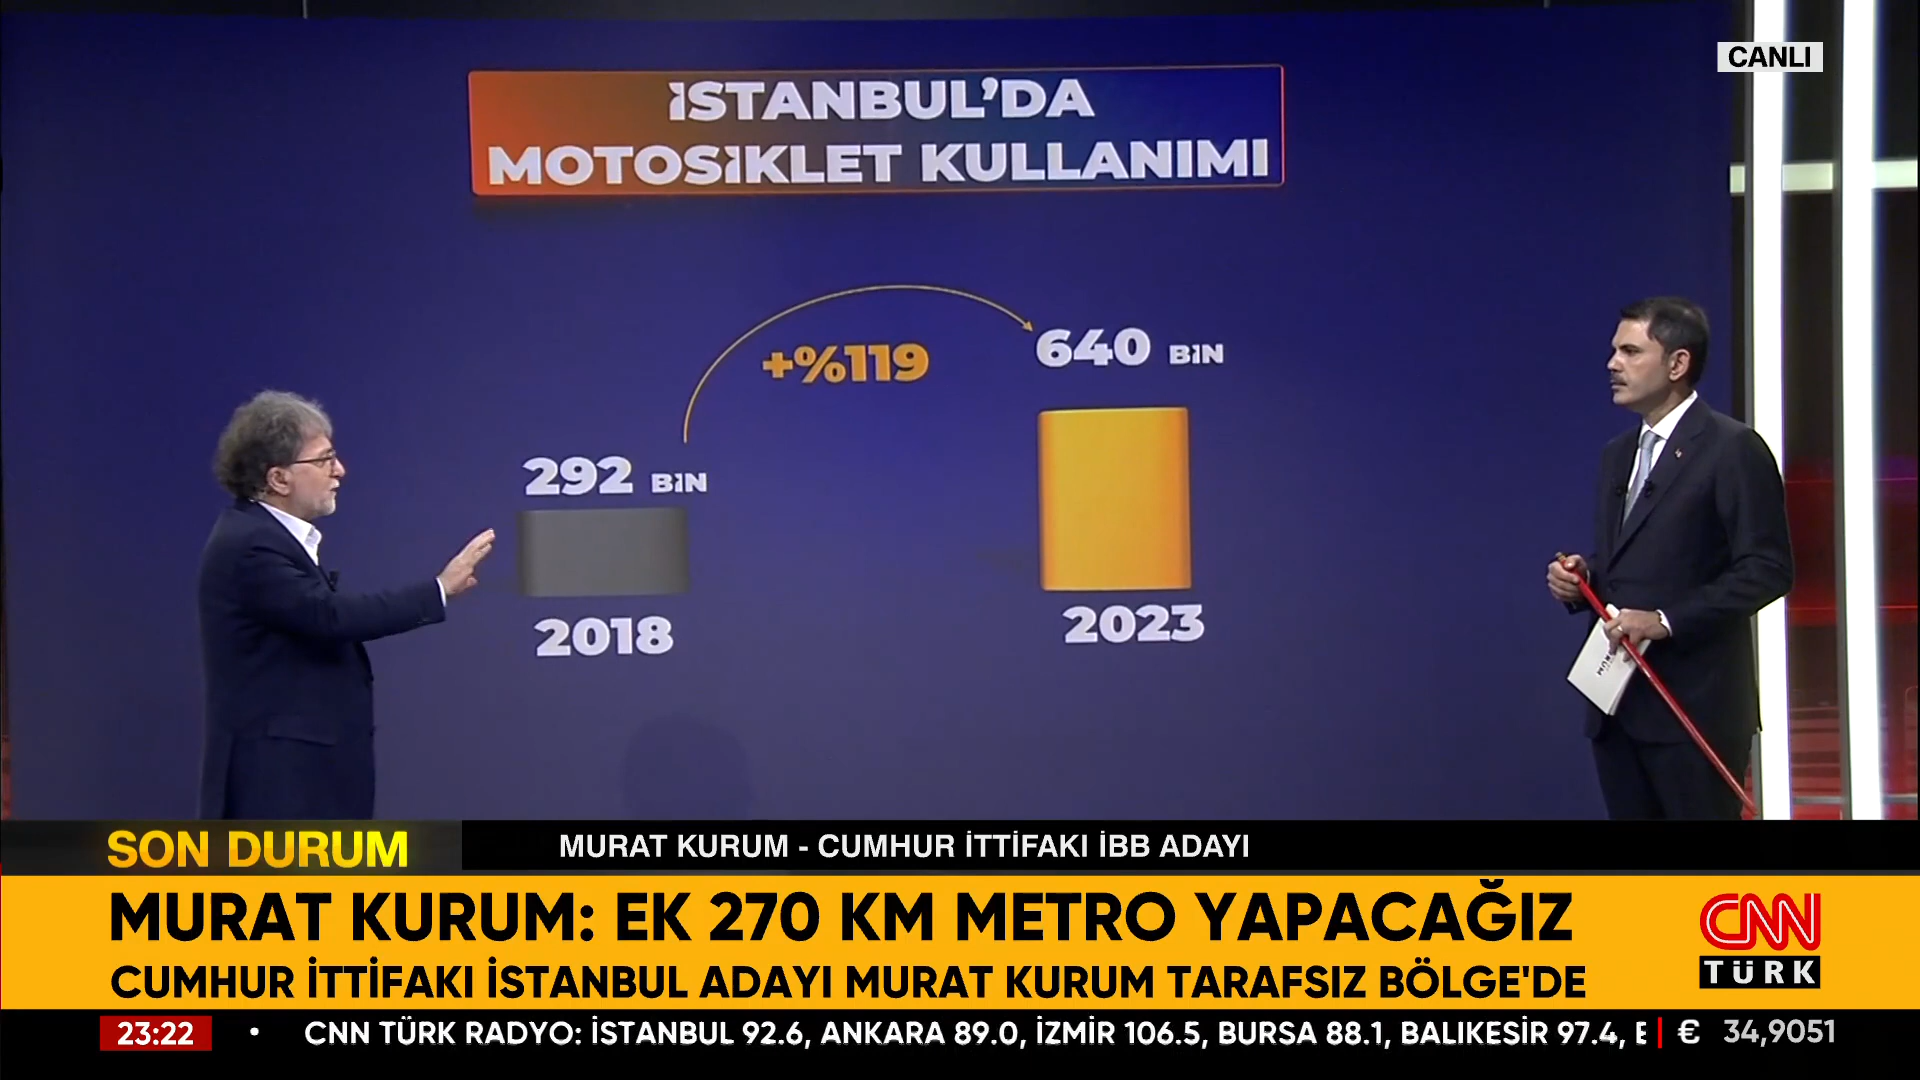 CANLI
İSTANBUL'DA
MOTOSİKLET KULLANIMI
+%119
640 BİN
292 BİN
2018
2023
SON DURUM
MURAT KURUM - CUMHUR İTTİFAKI İBB ADAYI
MURAT KURUM: EK 270 KM METRO YAPACAĞIZ
CUMHUR İTTİFAKI İSTANBUL ADAYI MURAT KURUM TARAFSIZ BÖLGE'DE
CNN
TÜRK
23:22 • CNN TÜRK RADYO: İSTANBUL 92.6, ANKARA 89.0, İZMİR 106.5, BURSA 88.1, BALIKESİR 97.4, € 34,9051